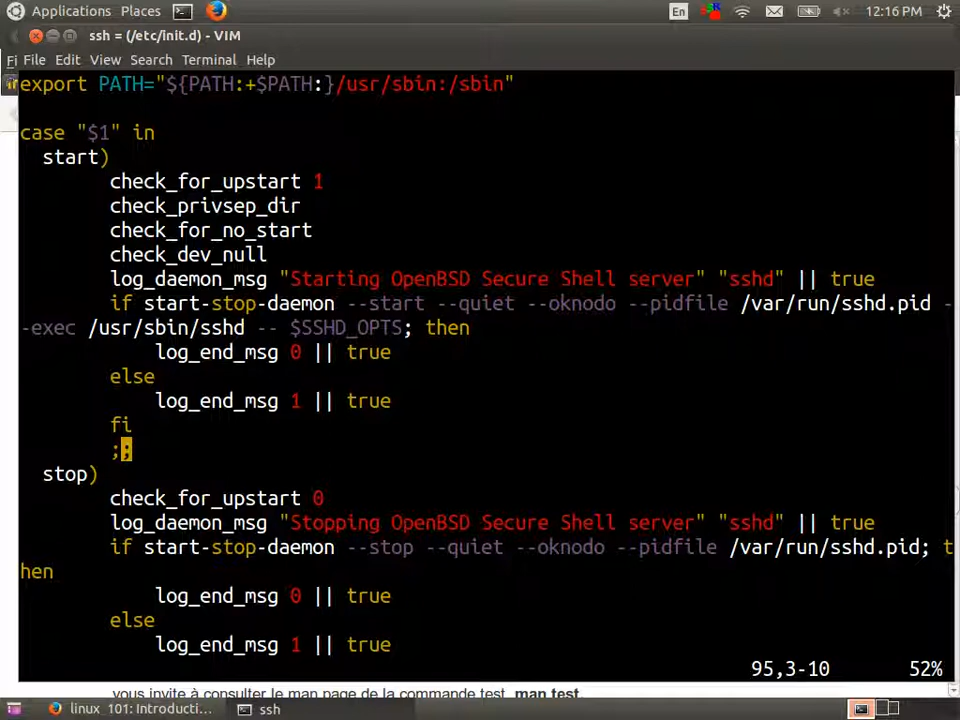 Applications Places En 12:16 PM
ssh = (/etc/init.d) - VIM
Fi File Edit View Search Terminal Help
export PATH="${PATH:+$PATH:}/usr/sbin:/sbin"
case "$1" in
start)
check_for_upstart 1
check_privsep_dir
check_for_no_start
check_dev_null
log_daemon_msg "Starting OpenBSD Secure Shell server" "sshd" || true
if start-stop-daemon --start --quiet --oknodo --pidfile /var/run/sshd.pid -
-exec /usr/sbin/sshd -- $SSHD_OPTS; then
log_end_msg 0 || true
else
log_end_msg 1 || true
fi
;;
stop)
check_for_upstart 0
log_daemon_msg "Stopping OpenBSD Secure Shell server" "sshd" || true
if start-stop-daemon --stop --quiet --oknodo --pidfile /var/run/sshd.pid; t
hen
log_end_msg 0 || true
else
log_end_msg 1 || true
95,3-10 52%
vous invite à consulter le man page de la commande test, man test.
linux_101: Introducti... ssh